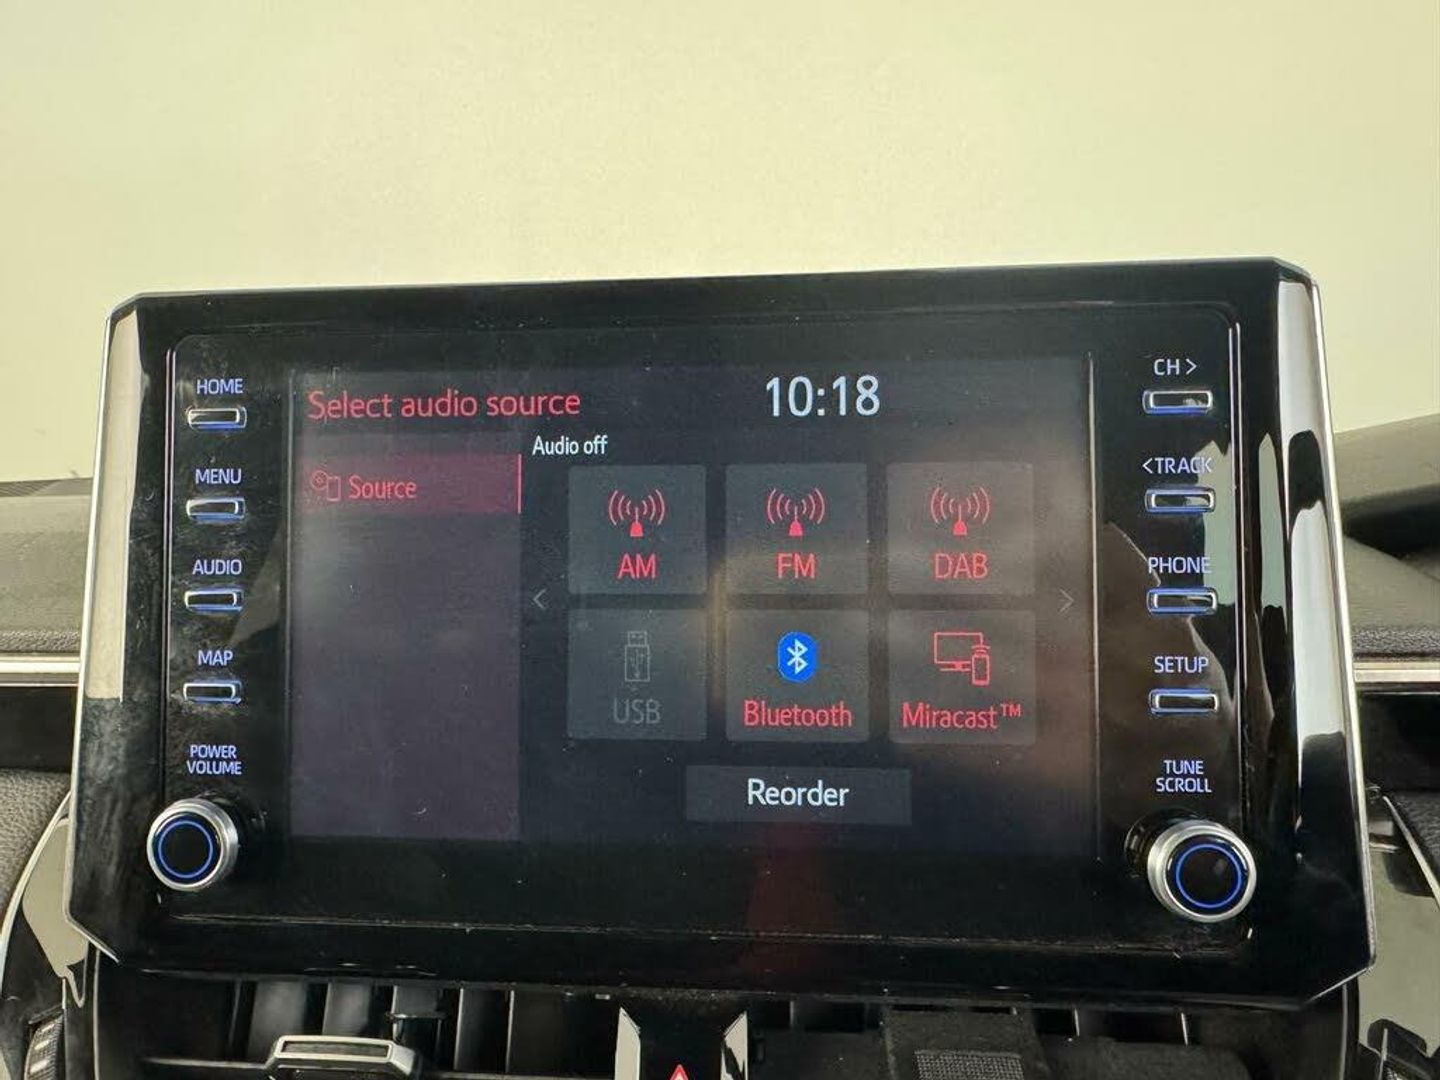 HOME
MENU
AUDIO
MAP
POWER
VOLUME
Select audio source
10:18
Source
Audio off
AM
FM
DAB
<
>
USB
Bluetooth
Miracast™
Reorder
CH >
<TRACK
PHONE
SETUP
TUNE
SCROLL